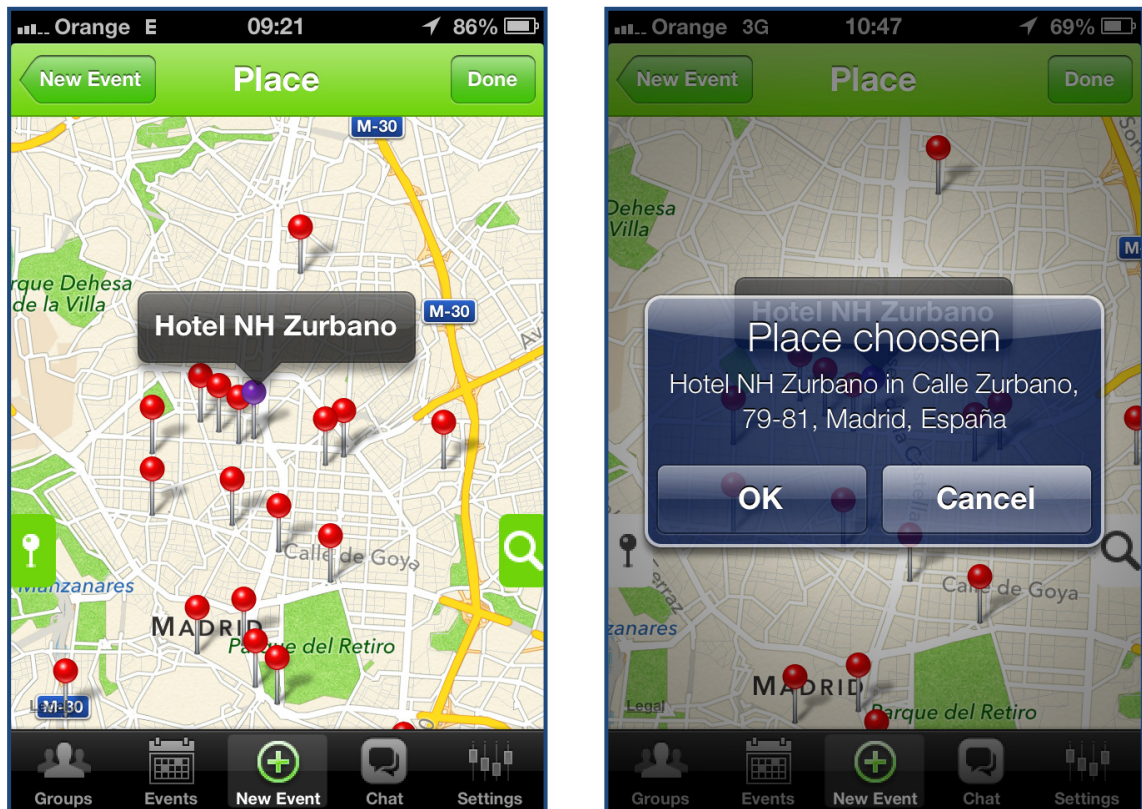 Orange E 09:21 86%
New Event Place Done
M-30
rque Dehesa
de la Villa
M-30
Hotel NH Zurbano
Calle de Goya
Manzanares
MADRID
Parque del Retiro
M-30
Groups Events New Event Chat Settings
Orange 3G 10:47 69%
New Event Place Done
Dehesa
Villa
M
Hotel NH Zurbano
Place choosen
Hotel NH Zurbano in Calle Zurbano,
79-81, Madrid, España
OK Cancel
Calle de Goya
zanares
MADRID
Legal
Parque del Retiro
Groups Events New Event Chat Settings